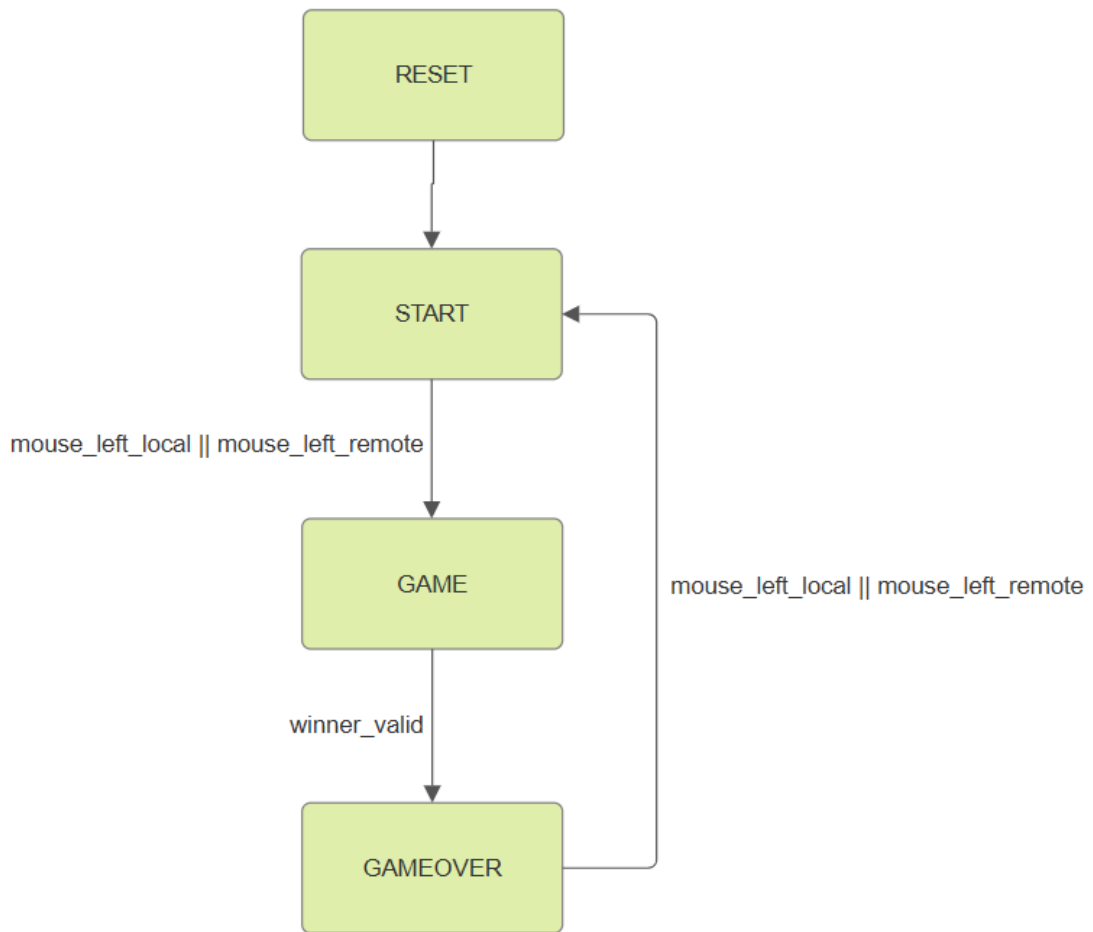 RESET
START
mouse_left_local || mouse_left_remote
GAME
mouse_left_local || mouse_left_remote
winner_valid
GAMEOVER